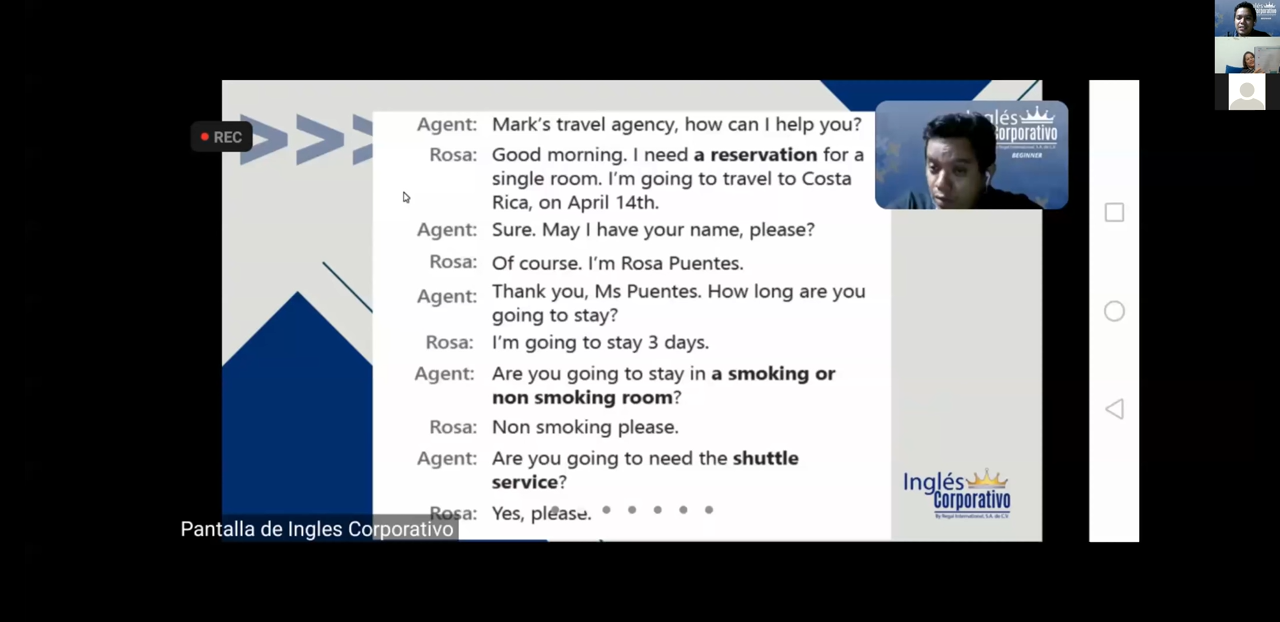 REC
Agent: Mark's travel agency, how can I help you?
Rosa: Good morning. I need a reservation for a
single room. I'm going to travel to Costa
Rica, on April 14th.
Agent: Sure. May I have your name, please?
Rosa: Of course. I'm Rosa Puentes.
Agent: Thank you, Ms Puentes. How long are you
going to stay?
Rosa: I'm going to stay 3 days.
Agent: Are you going to stay in a smoking or
non smoking room?
Rosa: Non smoking please.
Agent: Are you going to need the shuttle
service?
Rosa: Yes, please.
Corporativo
BEGINNER
Inglés
Corporativo
Pantalla de Ingles Corporativo